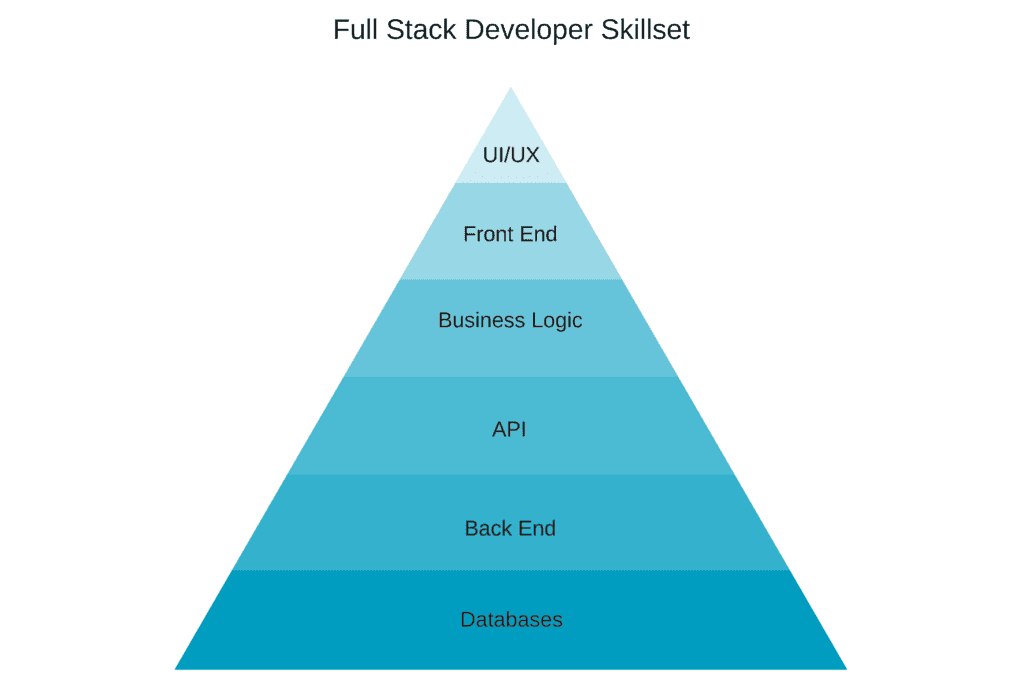 Full Stack Developer Skillset
UI/UX
Front End
Business Logic
API
Back End
Databases